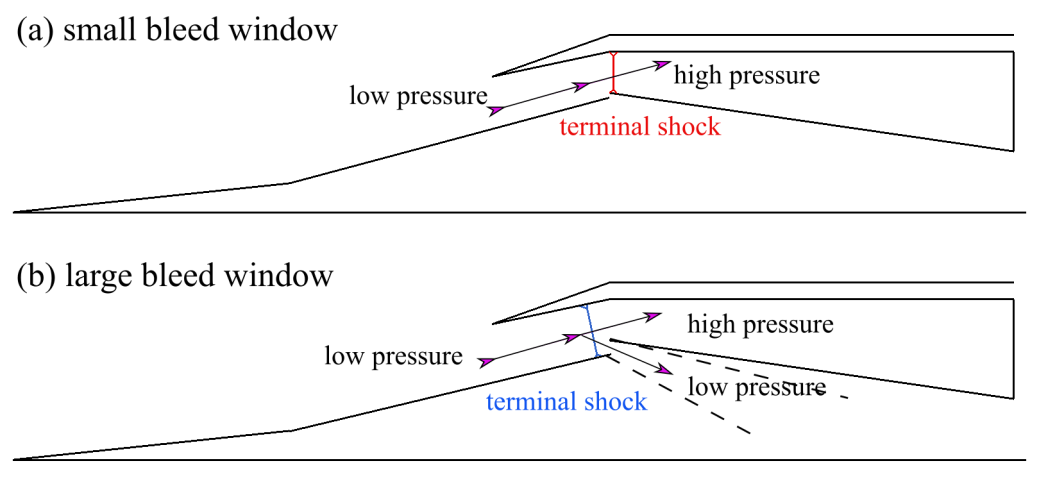 (a) small bleed window
high pressure
low pressure
terminal shock
(b) large bleed window
high pressure
low pressure
low pressure
terminal shock